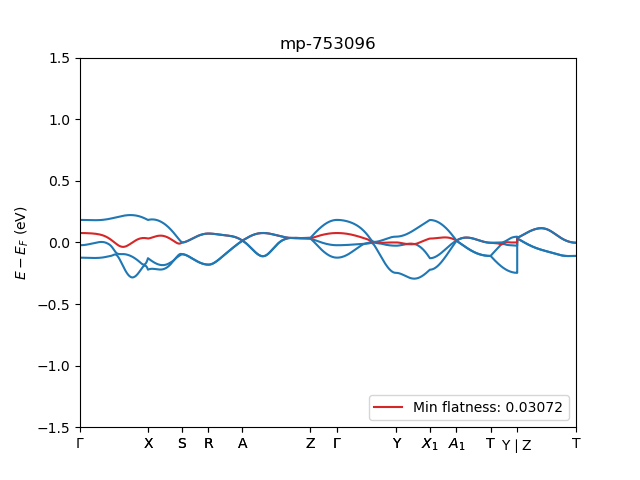 mp-753096
1.5
1.0
0.5
0.0
−0.5
−1.0
−1.5
E − E_F (eV)
Min flatness: 0.03072
Γ X S R A Z Γ Y X₁ A₁ T Y | Z T